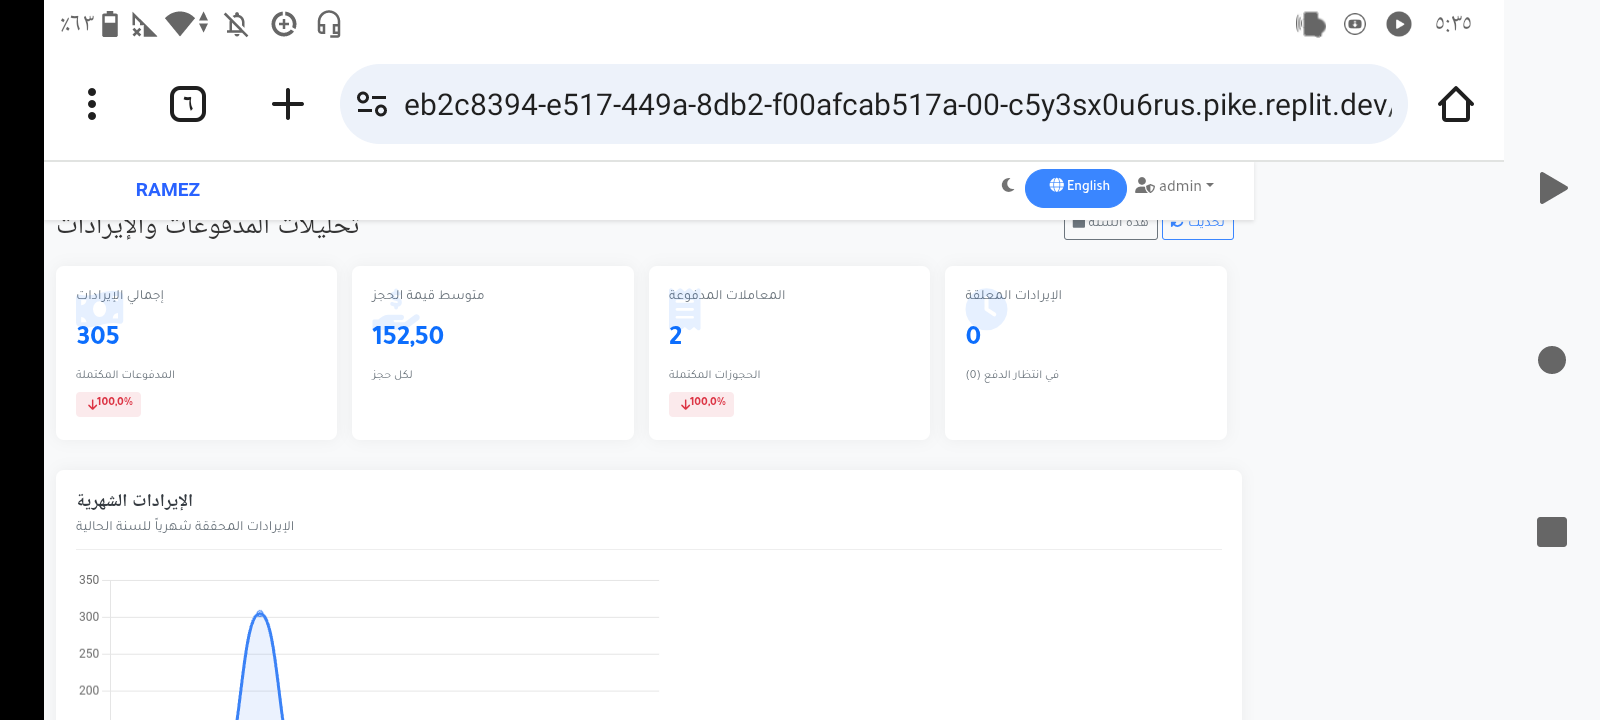 ٪٦٣
٥:٣٥
٦
eb2c8394-e517-449a-8db2-f00afcab517a-00-c5y3sx0u6rus.pike.replit.dev/
RAMEZ
English
admin
تحليلات المدفوعات والإيرادات
هذه السنة
تحديث
إجمالي الإيرادات
305
المدفوعات المكتملة
↓100,0%
متوسط قيمة الحجز
152,50
لكل حجز
المعاملات المدفوعة
2
الحجوزات المكتملة
↓100,0%
الإيرادات المعلقة
0
في انتظار الدفع (0)
الإيرادات الشهرية
الإيرادات المحققة شهرياً للسنة الحالية
350
300
250
200